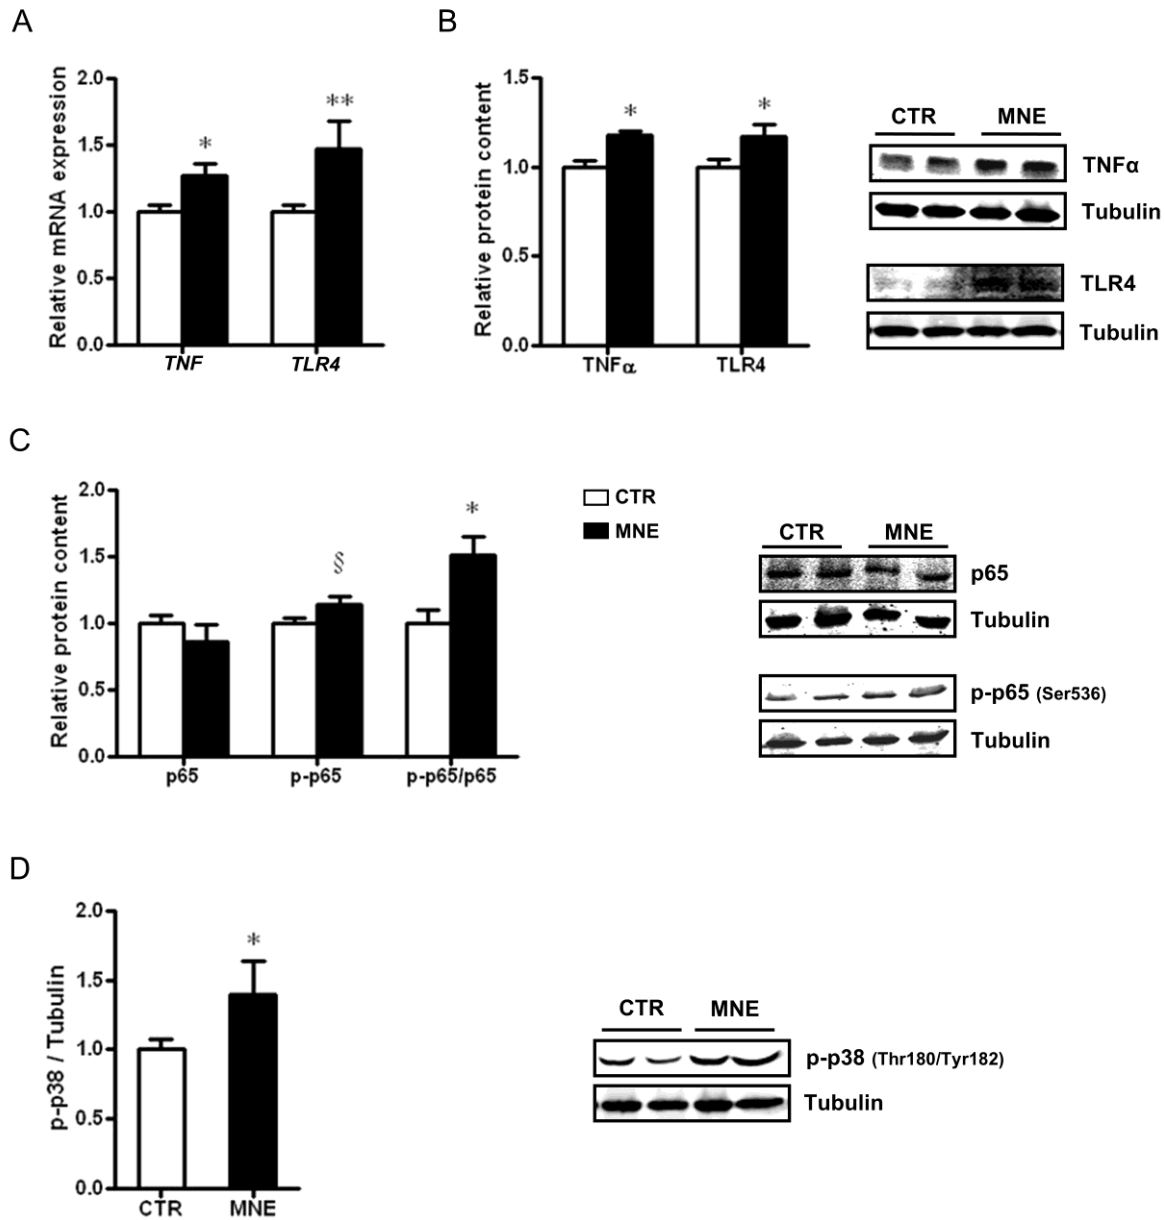 A
Relative mRNA expression
2.0
1.5
1.0
0.5
0.0
* **
TNF TLR4
B
Relative protein content
1.5
1.0
0.5
0.0
* *
TNFα TLR4
CTR MNE
TNFα
Tubulin
TLR4
Tubulin
C
Relative protein content
2.0
1.5
1.0
0.5
0.0
§ *
p65 p-p65 p-p65/p65
CTR
MNE
CTR MNE
p65
Tubulin
p-p65 (Ser536)
Tubulin
D
p-p38 / Tubulin
2.0
1.5
1.0
0.5
0.0
*
CTR MNE
CTR MNE
p-p38 (Thr180/Tyr182)
Tubulin